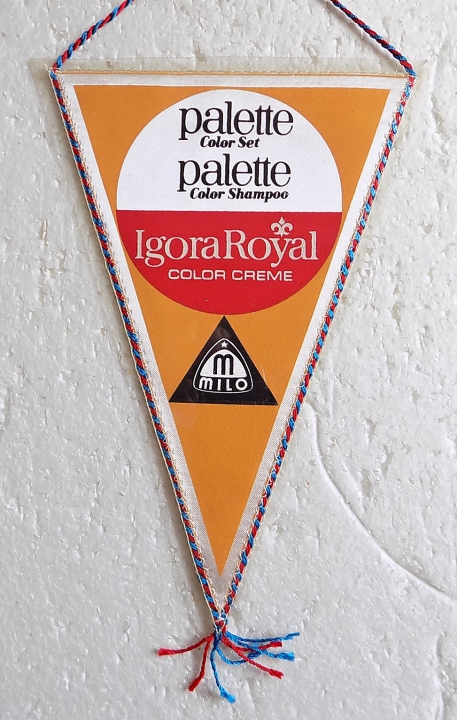 palette
Color Set
palette
Color Shampoo
IgoraRoyal
COLOR CREME
m
MILO